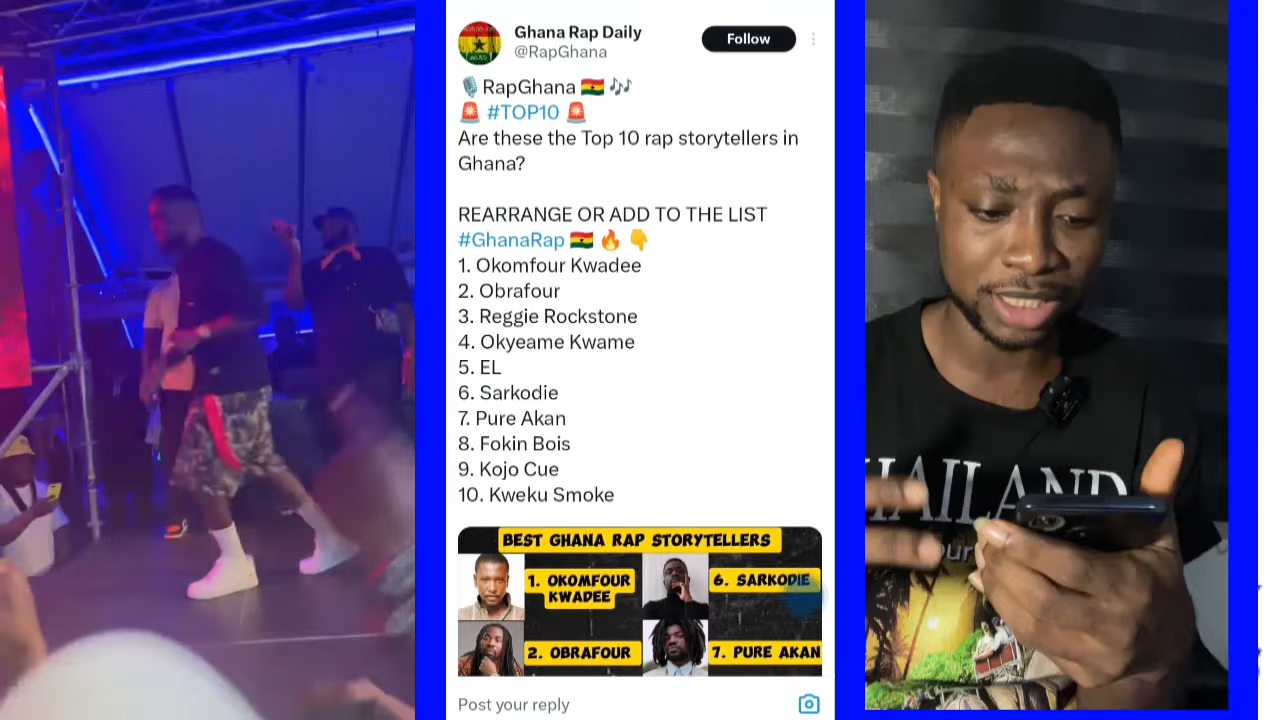 Ghana Rap Daily
@RapGhana
Follow
RapGhana
#TOP10
Are these the Top 10 rap storytellers in
Ghana?
REARRANGE OR ADD TO THE LIST
#GhanaRap
1. Okomfour Kwadee
2. Obrafour
3. Reggie Rockstone
4. Okyeame Kwame
5. EL
6. Sarkodie
7. Pure Akan
8. Fokin Bois
9. Kojo Cue
10. Kweku Smoke
BEST GHANA RAP STORYTELLERS
1. OKOMFOUR
KWADEE
6. SARKODIE
2. OBRAFOUR
7. PURE AKAN
Post your reply
HAILAND